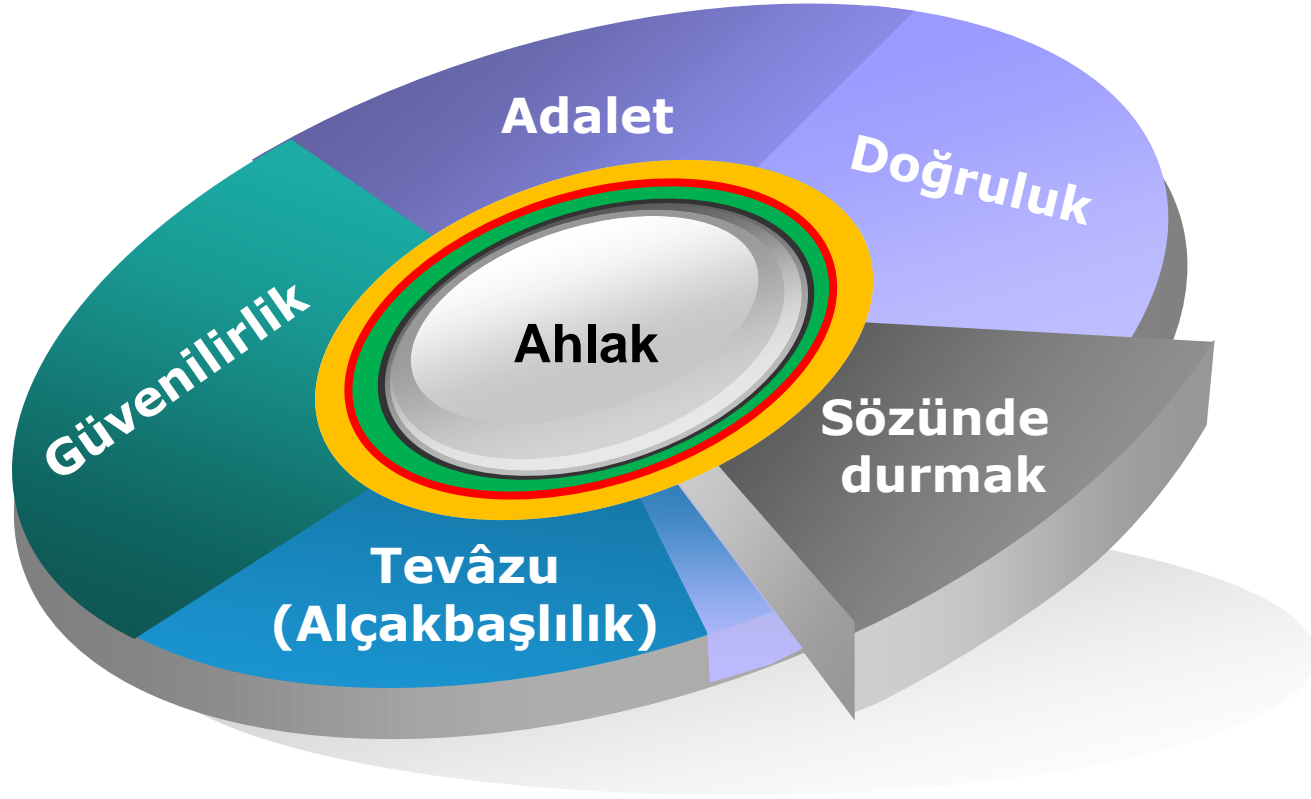 Adalet
Doğruluk
Güvenilirlik
Ahlak
Sözünde
durmak
Tevâzu
(Alçakbaşlılık)